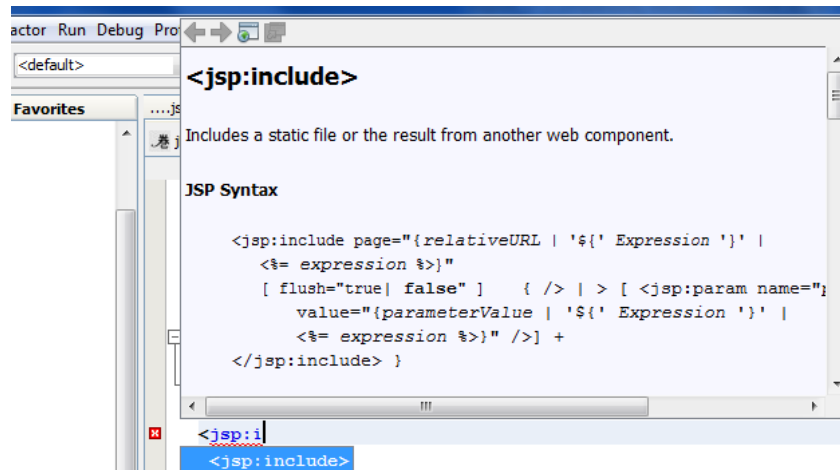 actor Run Debug Pro
<default>
Favorites
....js
<jsp:include>
Includes a static file or the result from another web component.
JSP Syntax
<jsp:include page="{relativeURL | '${' Expression '}' |
<%= expression %>}"
[ flush="true| false" ] { /> | > [ <jsp:param name="p
value="{parameterValue | '${' Expression '}' |
<%= expression %>}" />] +
</jsp:include> }
<jsp:i
<jsp:include>